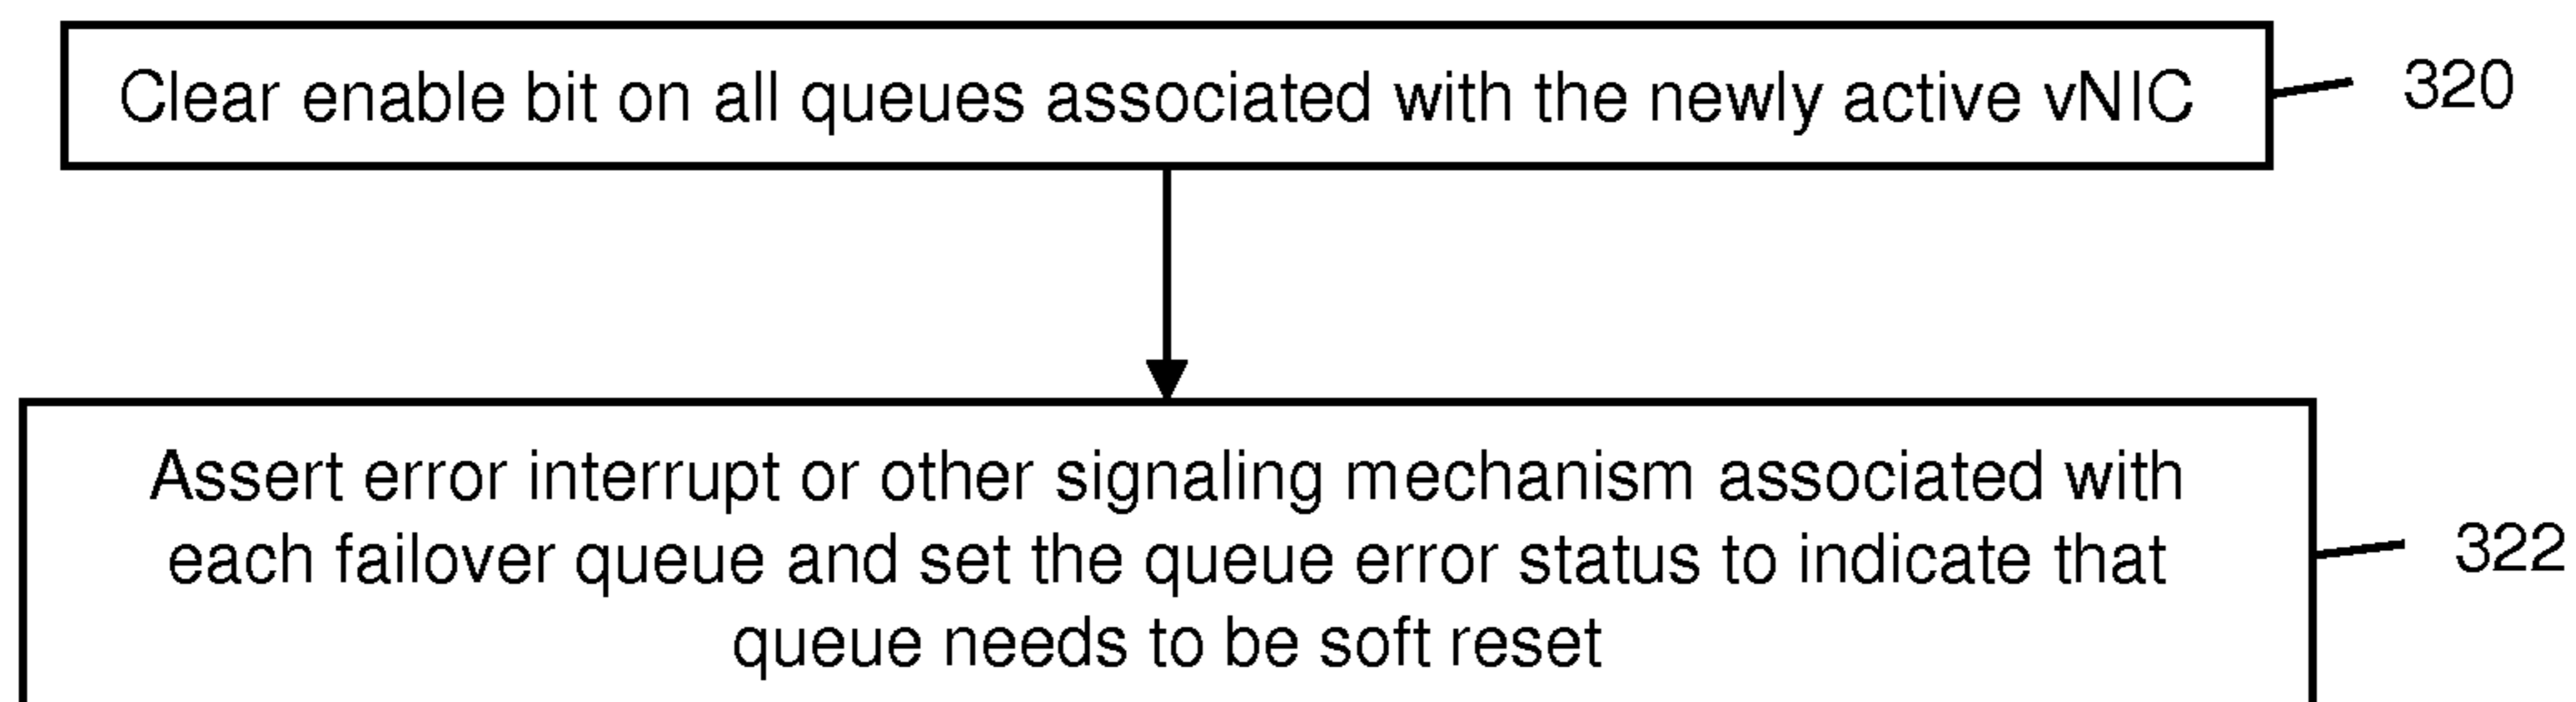 Clear enable bit on all queues associated with the newly active vNIC
320
Assert error interrupt or other signaling mechanism associated with
each failover queue and set the queue error status to indicate that
queue needs to be soft reset
322